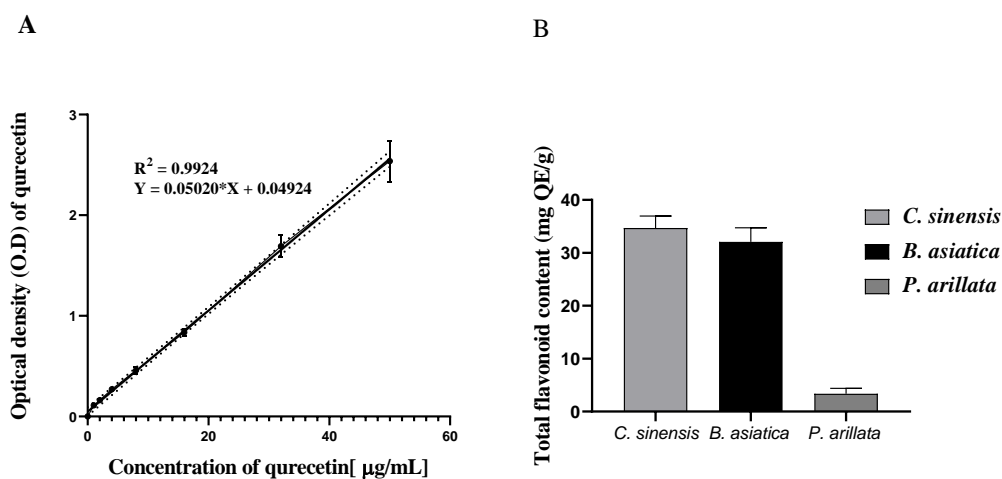 A
B
Optical density (O.D) of qurecetin
3
2
1
0
R² = 0.9924
Y = 0.05020*X + 0.04924
0
20
40
60
Concentration of qurecetin[ μg/mL]
Total flavonoid content (mg QE/g)
40
30
20
10
0
C. sinensis
B. asiatica
P. arillata
C. sinensis
B. asiatica
P. arillata